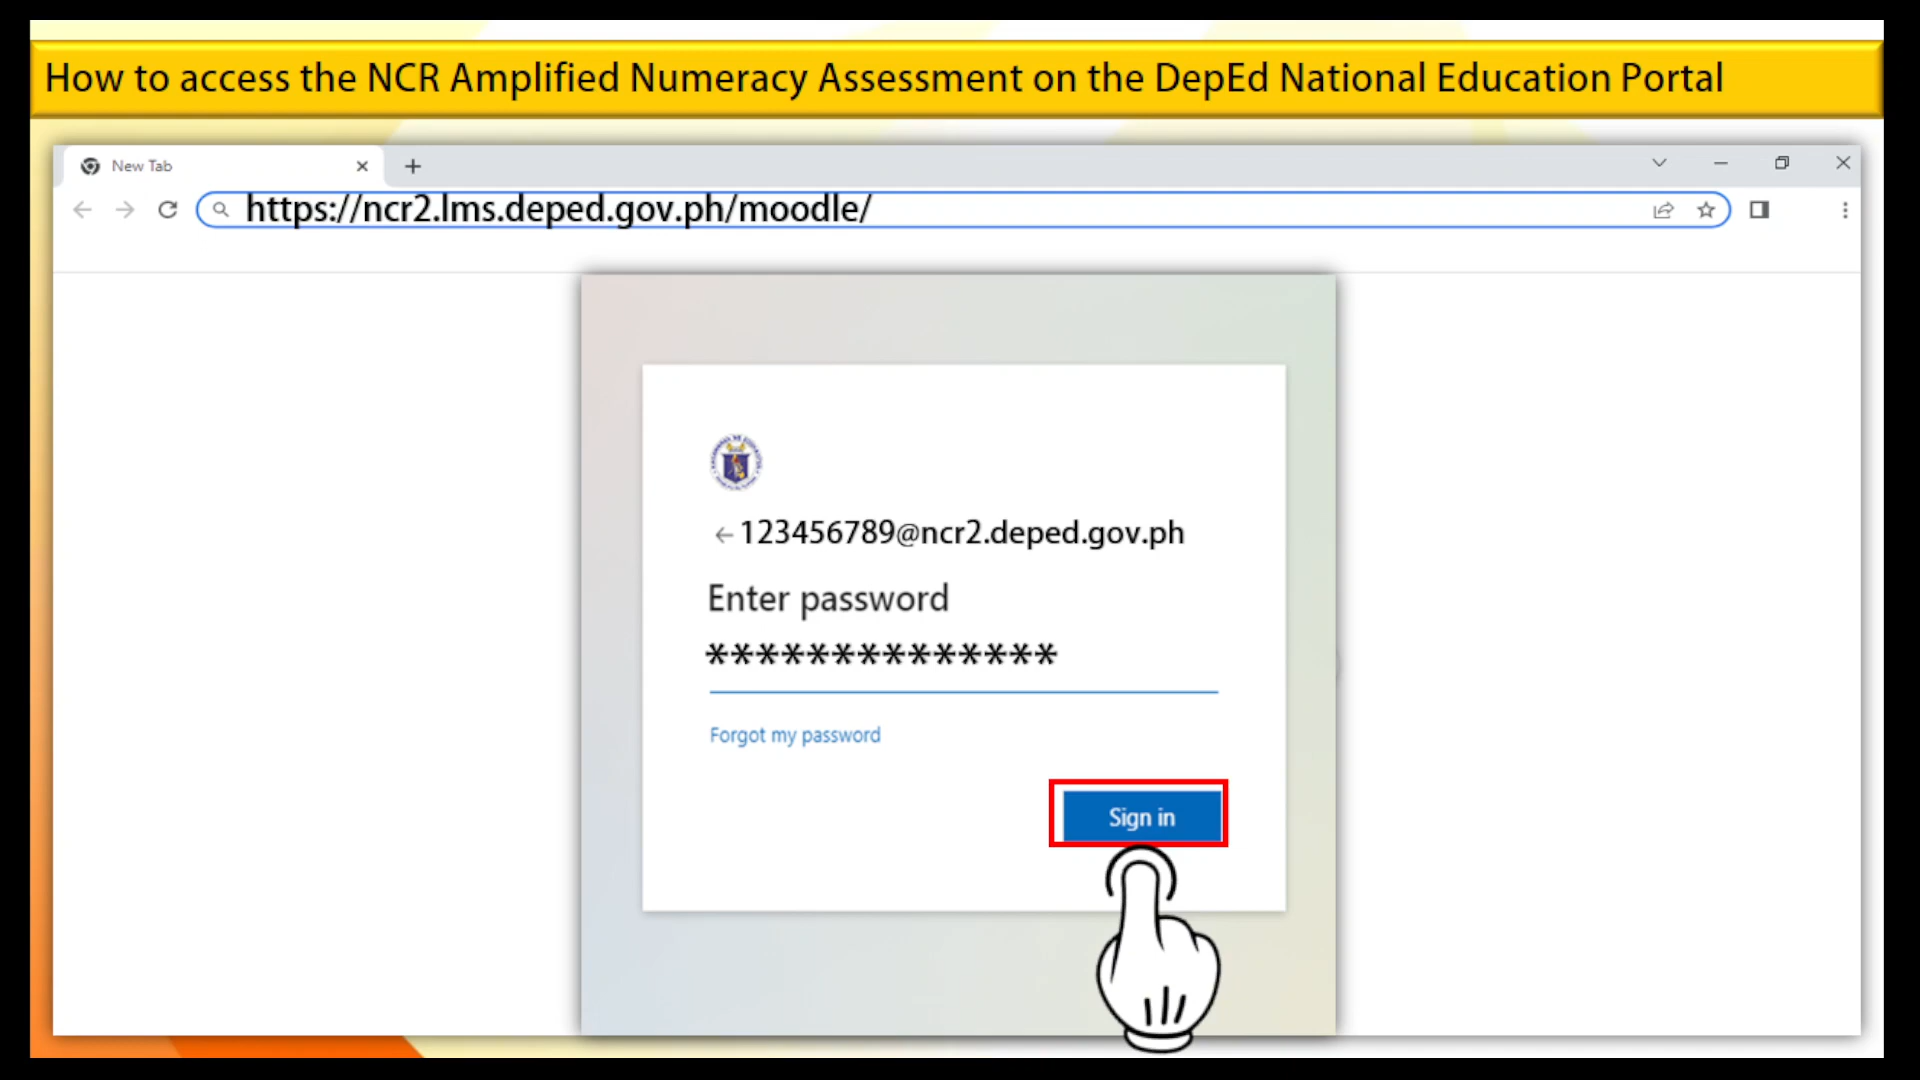 How to access the NCR Amplified Numeracy Assessment on the DepEd National Education Portal
New Tab
https://ncr2.lms.deped.gov.ph/moodle/
123456789@ncr2.deped.gov.ph
Enter password
**************
Forgot my password
Sign in